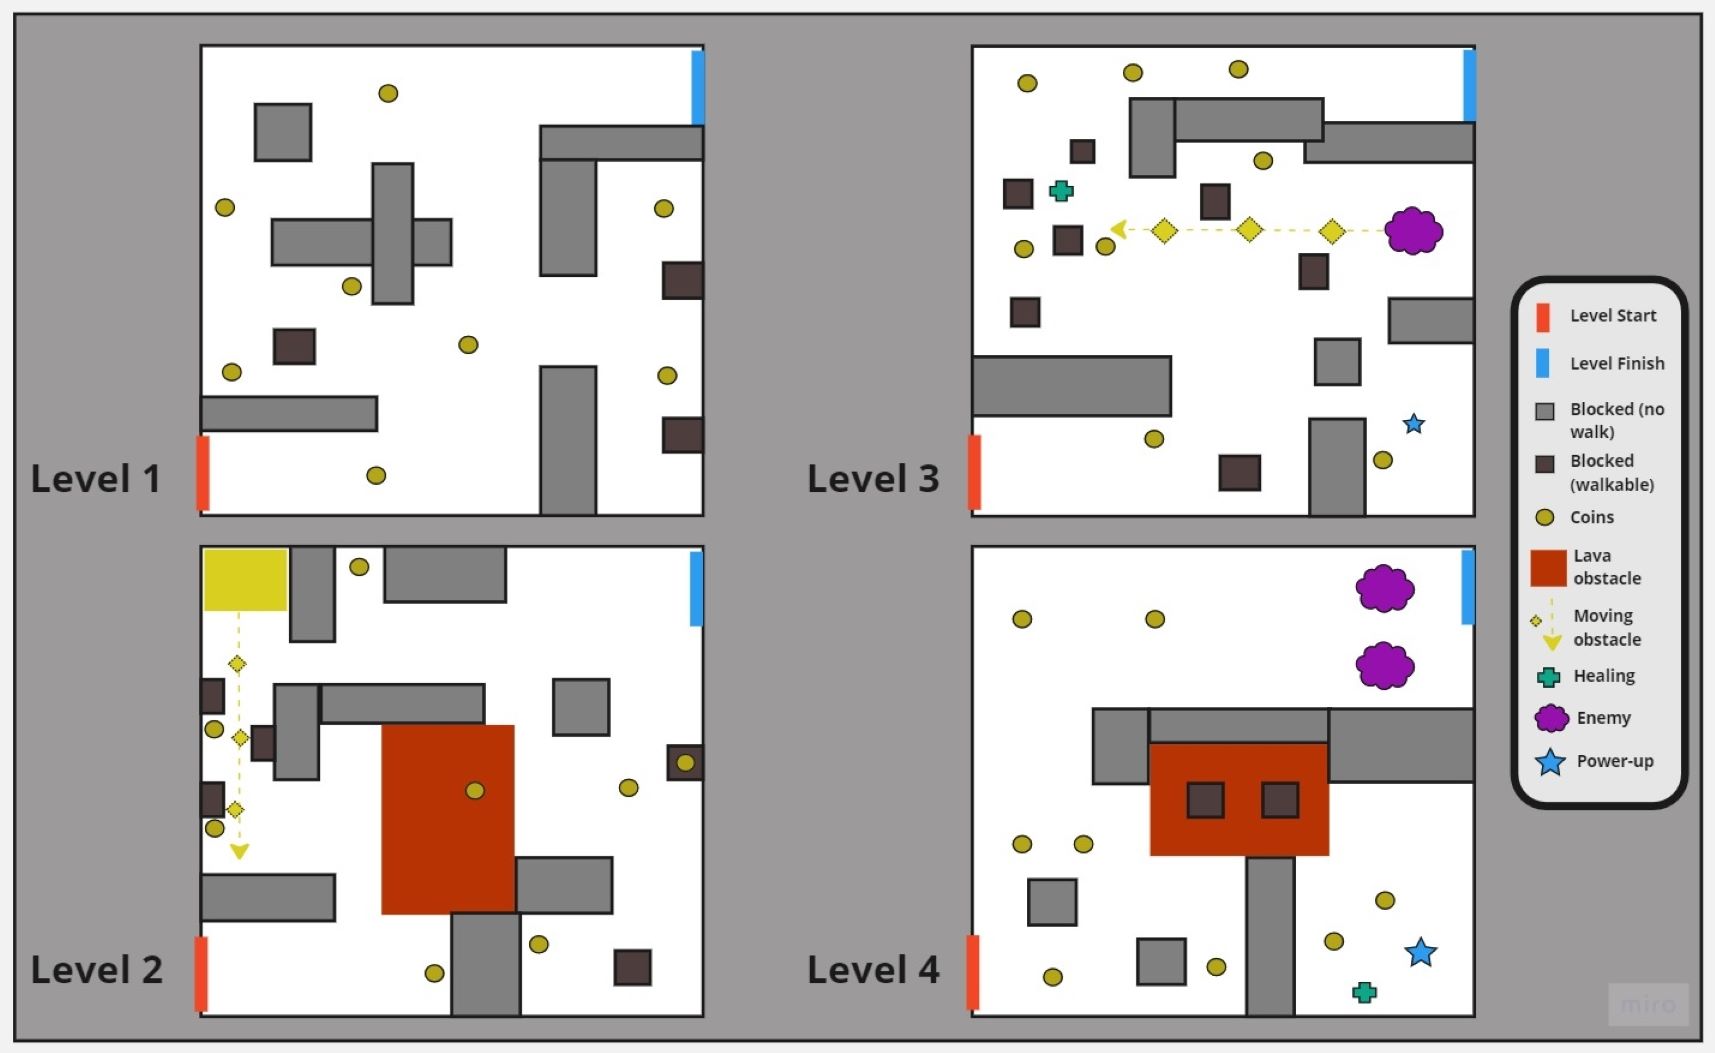 Level 1
Level 3
Level 2
Level 4
Level Start
Level Finish
Blocked (no
walk)
Blocked
(walkable)
Coins
Lava
obstacle
Moving
obstacle
Healing
Enemy
Power-up
miro